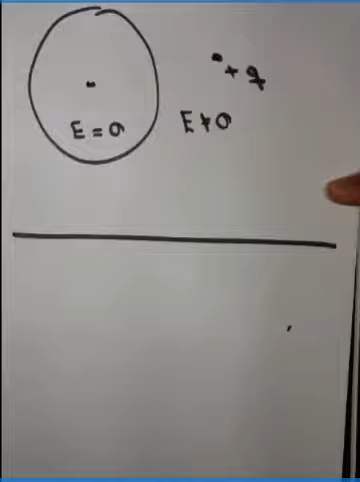 + q
E = 0
E ≠ 0